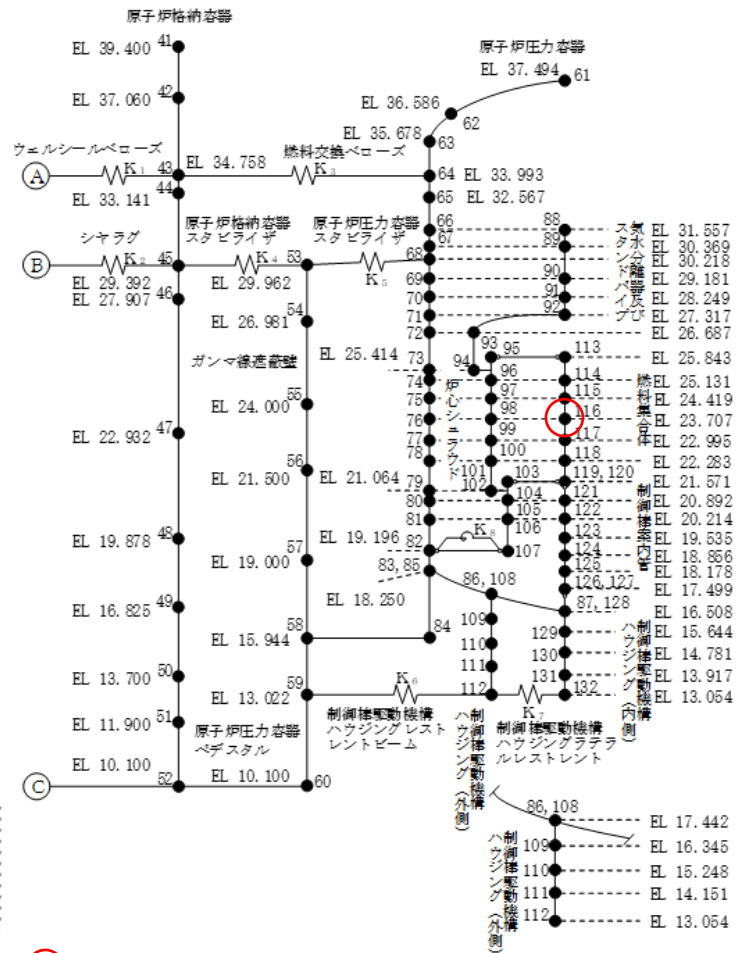 原子炉格納容器
41
EL 39.400
原子炉圧力容器
EL 37.494
61
42
EL 37.060
EL 36.586
62
EL 35.678
63
ウェルシールベローズ
燃料交換ベローズ
A
K₁
43
EL 34.758
K₃
64
EL 33.993
44
EL 33.141
65
EL 32.567
シヤラグ
原子炉格納容器
スタビライザ
原子炉圧力容器
スタビライザ
66
67
88
89
気水分離器及び
スタンドパイプ
EL 31.557
EL 30.369
EL 30.218
B
K₂
45
K₄
53
K₅
68
EL 29.392
EL 29.962
69
90
EL 29.181
EL 27.907
46
54
70
91
EL 28.249
EL 26.981
71
92
EL 27.317
72
EL 26.687
93
ガンマ線遮蔽壁
EL 25.414
73
94
95
113
EL 25.843
74
96
114
EL 25.131
55
EL 24.000
75
炉心シュラウド
97
115
燃料集合体
EL 24.419
76
98
116
EL 23.707
47
EL 22.932
77
99
117
EL 22.995
78
100
118
EL 22.283
56
EL 21.500
EL 21.064
79
101
102
103
119,120
EL 21.571
80
104
121
制御棒案内管
EL 20.892
81
105
122
EL 20.214
48
EL 19.878
57
EL 19.196
82
K₈
106
107
123
EL 19.535
EL 19.000
124
EL 18.856
83,85
125
EL 18.178
86,108
126,127
EL 17.499
49
EL 16.825
EL 18.250
87,128
EL 16.508
58
EL 15.944
84
109
129
制御棒駆動機構
ハウジング(内側)
EL 15.644
110
130
EL 14.781
50
EL 13.700
111
131
EL 13.917
59
EL 13.022
K₆
112
K₇
132
EL 13.054
51
EL 11.900
原子炉圧力容器
ペデスタル
制御棒駆動機構
ハウジングレスト
レントビーム
制御棒駆動機構
ハウジング(外側)
制御棒駆動機構
ハウジングラテラ
ルレストレント
C
EL 10.100
52
EL 10.100
60
86,108
EL 17.442
制御棒駆動機構
ハウジング(外側)
109
EL 16.345
110
EL 15.248
111
EL 14.151
112
EL 13.054